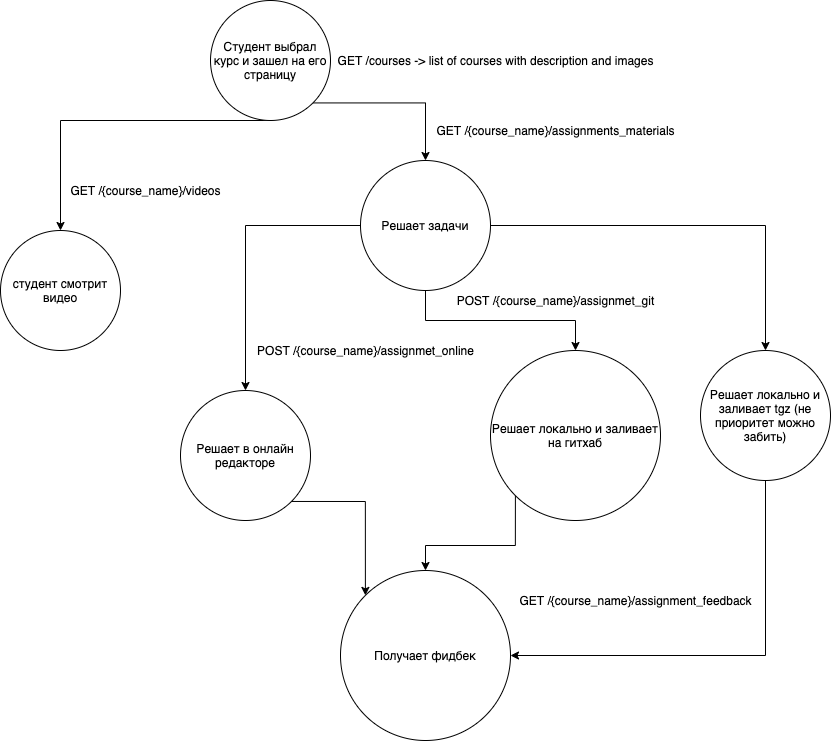 Студент выбрал
курс и зашел на его
страницу
GET /courses -> list of courses with description and images
GET /{course_name}/assignments_materials
GET /{course_name}/videos
Решает задачи
студент смотрит
видео
POST /{course_name}/assignmet_git
POST /{course_name}/assignmet_online
Решает локально и
заливает tgz (не
приоритет можно
забить)
Решает локально и заливает
на гитхаб
Решает в онлайн
редакторе
GET /{course_name}/assignment_feedback
Получает фидбек